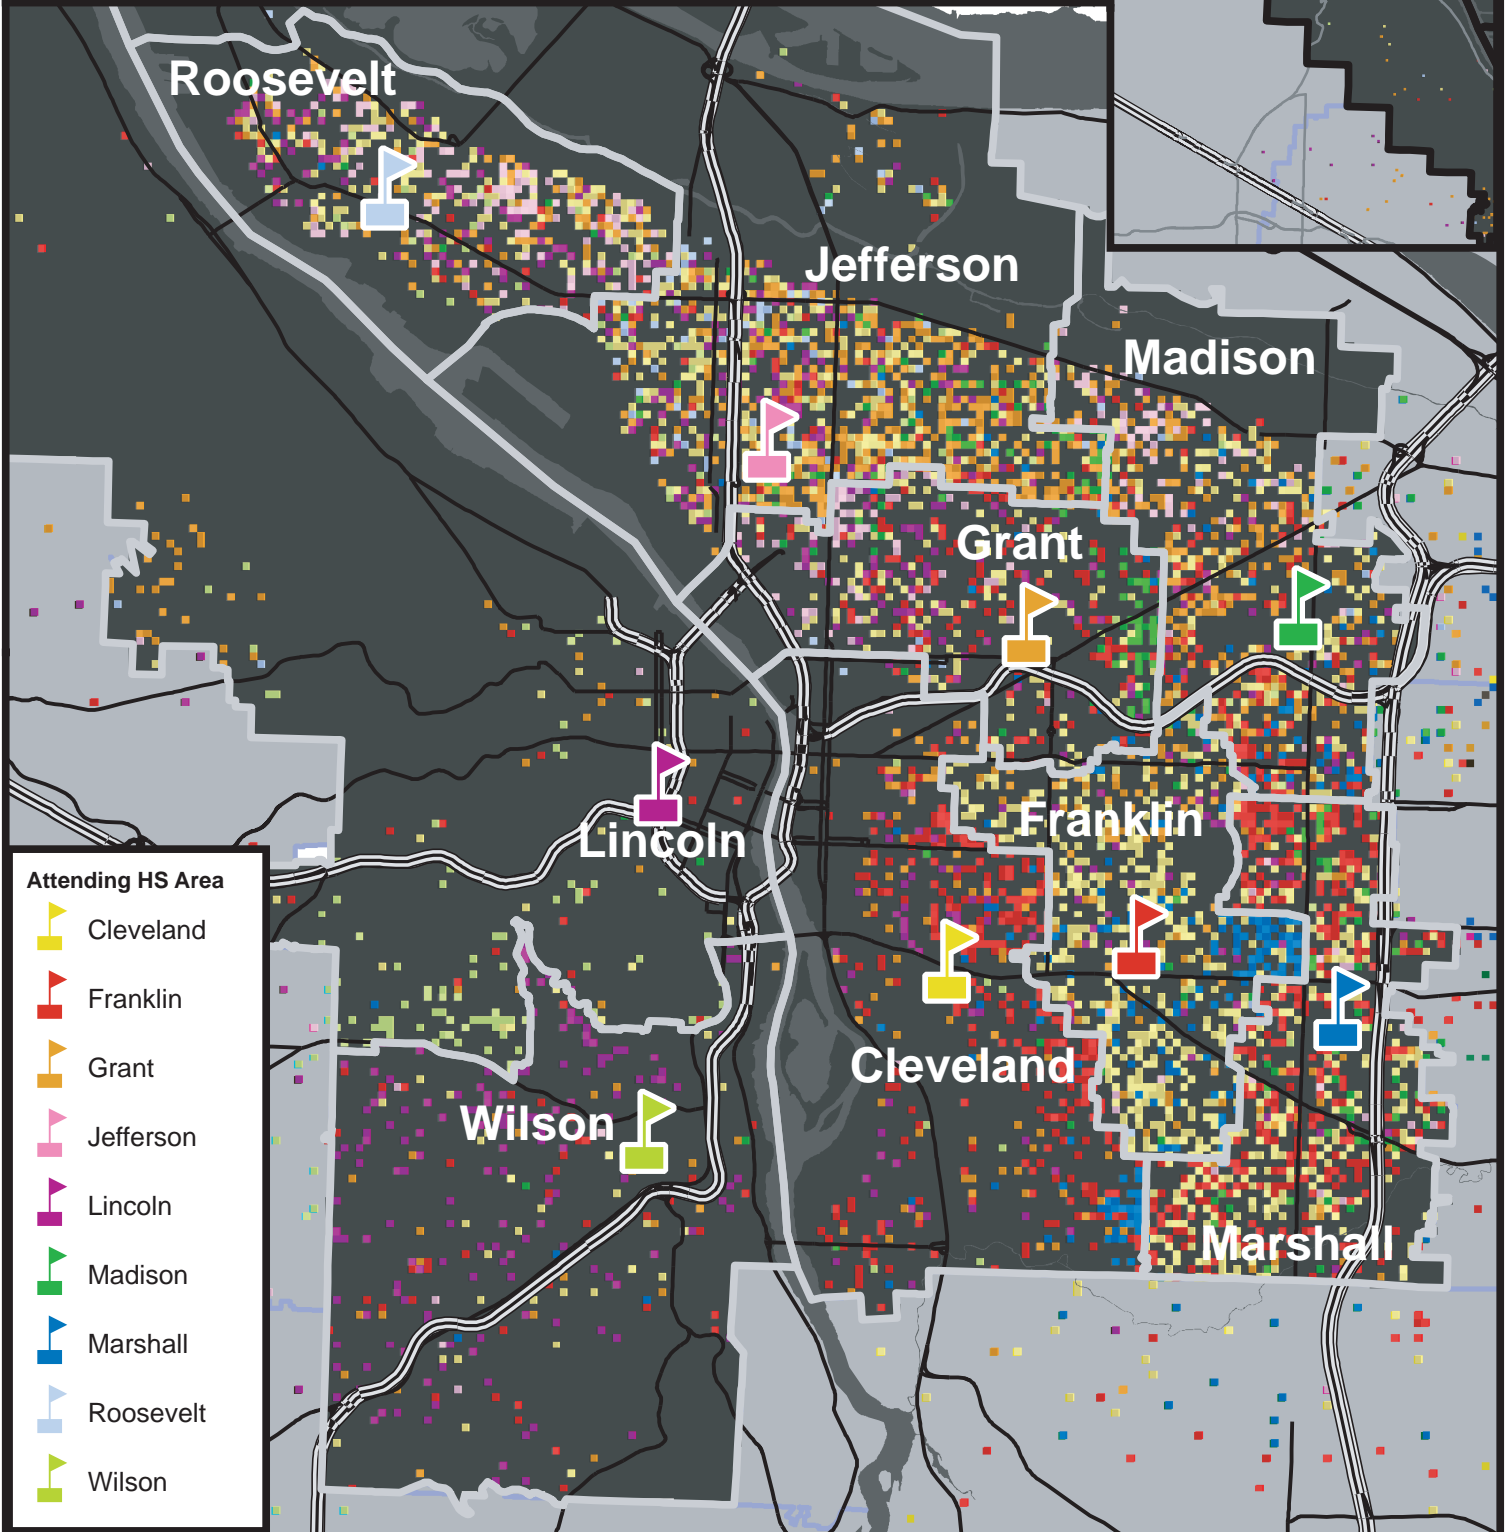 Roosevelt
Jefferson
Madison
Grant
Franklin
Lincoln
Cleveland
Wilson
Marshall
Attending HS Area
Cleveland
Franklin
Grant
Jefferson
Lincoln
Madison
Marshall
Roosevelt
Wilson